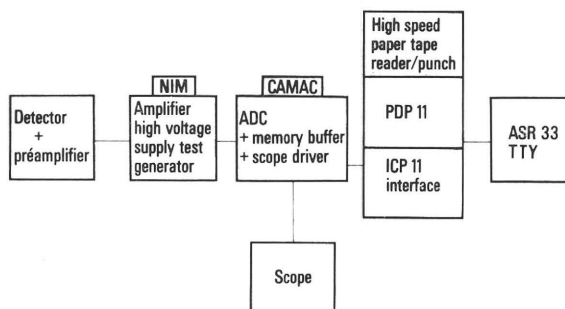 Detector
+
préamplifier
NIM
Amplifier
high voltage
supply test
generator
CAMAC
ADC
+ memory buffer
+ scope driver
Scope
High speed
paper tape
reader/punch
PDP 11
ICP 11
interface
ASR 33
TTY